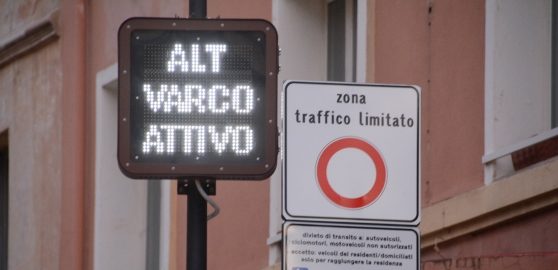 ALT
VARCO
ATTIVO
zona
traffico limitato
divieto di transito a: autoveicoli,
ciclomotori, motoveicoli non autorizzati
eccetto: veicoli dei residenti/domiciliati
solo per raggiungere la residenza